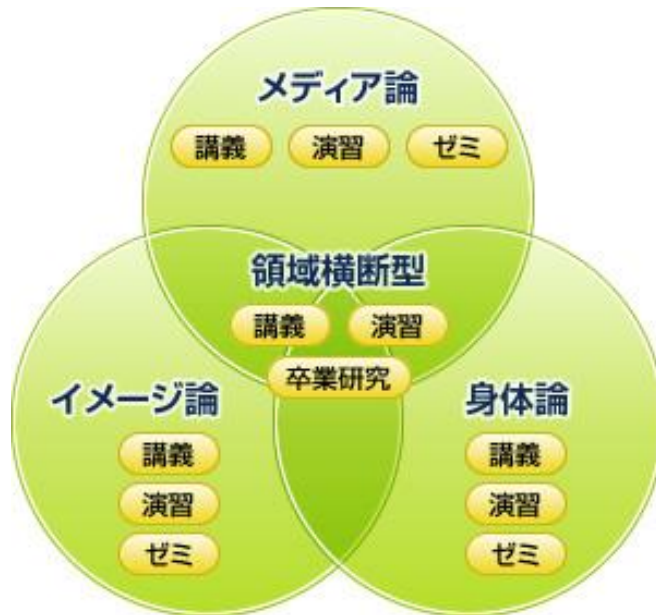 メディア論
講義 演習 ゼミ
領域横断型
講義 演習
卒業研究
イメージ論
講義
演習
ゼミ
身体論
講義
演習
ゼミ